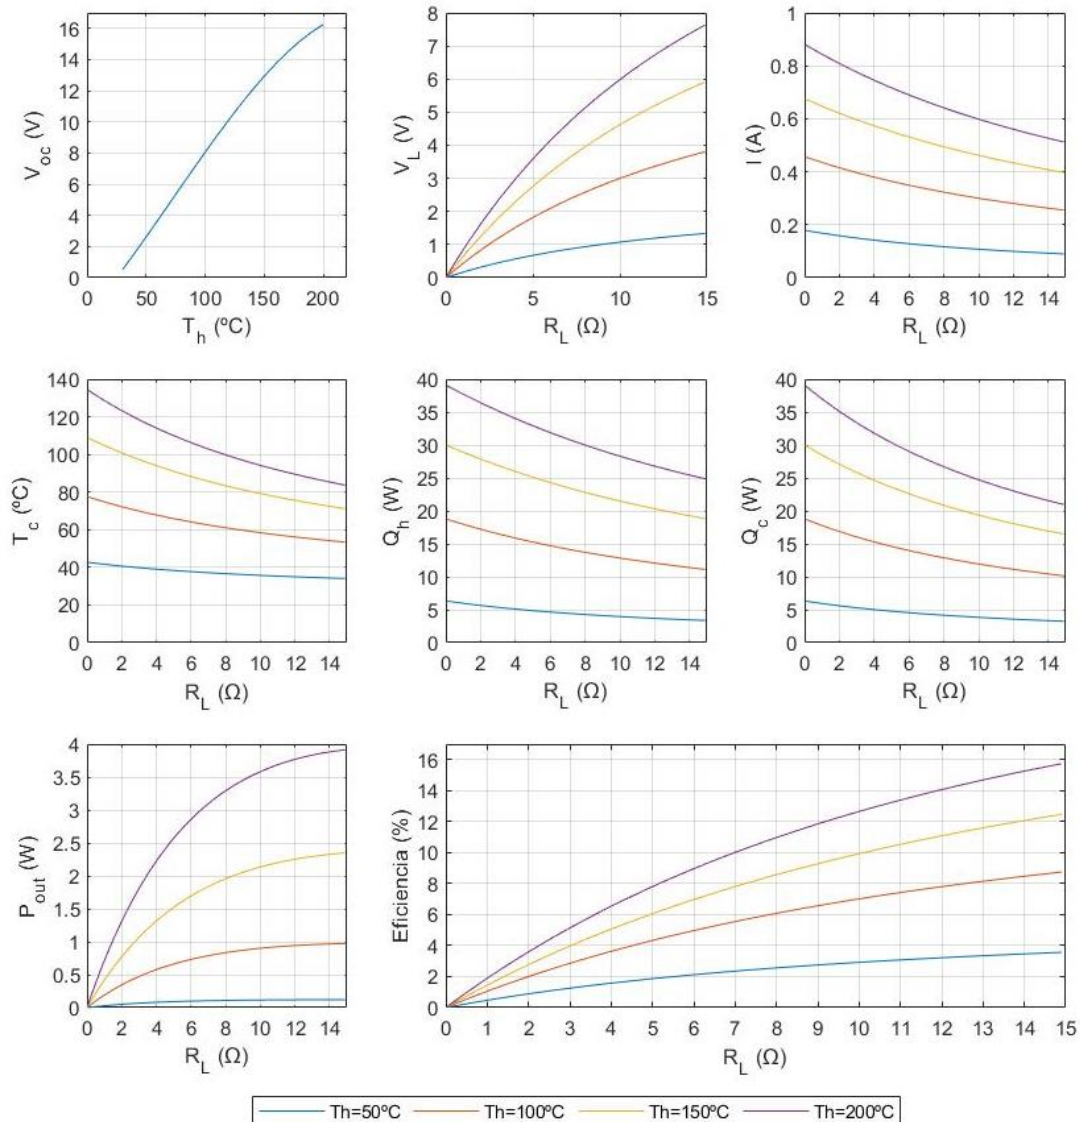 16
14
12
10
8
6
4
2
0
V_oc (V)
0 50 100 150 200
T_h (ºC)
8
7
6
5
4
3
2
1
0
V_L (V)
0 5 10 15
R_L (Ω)
1
0.8
0.6
0.4
0.2
0
I (A)
0 2 4 6 8 10 12 14
R_L (Ω)
140
120
100
80
60
40
20
0
T_c (ºC)
0 2 4 6 8 10 12 14
R_L (Ω)
40
35
30
25
20
15
10
5
0
Q_h (W)
0 2 4 6 8 10 12 14
R_L (Ω)
40
35
30
25
20
15
10
5
0
Q_c (W)
0 2 4 6 8 10 12 14
R_L (Ω)
4
3.5
3
2.5
2
1.5
1
0.5
0
P_out (W)
0 2 4 6 8 10 12 14
R_L (Ω)
16
14
12
10
8
6
4
2
0
Eficiencia (%)
0 1 2 3 4 5 6 7 8 9 10 11 12 13 14 15
R_L (Ω)
Th=50ºC Th=100ºC Th=150ºC Th=200ºC